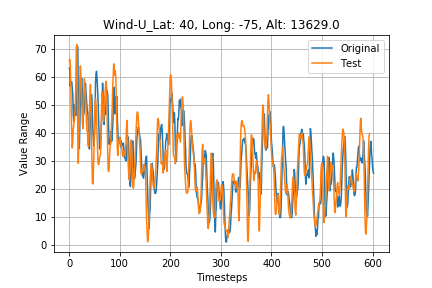 Wind-U_Lat: 40, Long: -75, Alt: 13629.0
Original
Test
Value Range
70
60
50
40
30
20
10
0
0 100 200 300 400 500 600
Timesteps